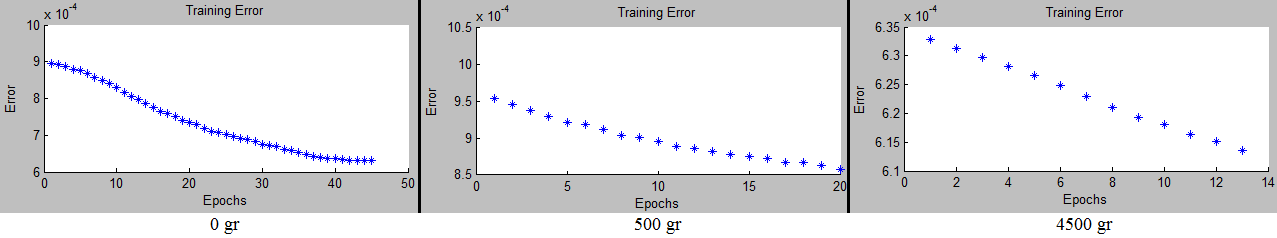 Training Error
x 10⁻⁴
10
9
8
7
6
Error
0 10 20 30 40 50
Epochs
0 gr
Training Error
x 10⁻⁴
10.5
10
9.5
9
8.5
Error
0 5 10 15 20
Epochs
500 gr
Training Error
x 10⁻⁴
6.35
6.3
6.25
6.2
6.15
6.1
Error
0 2 4 6 8 10 12 14
Epochs
4500 gr